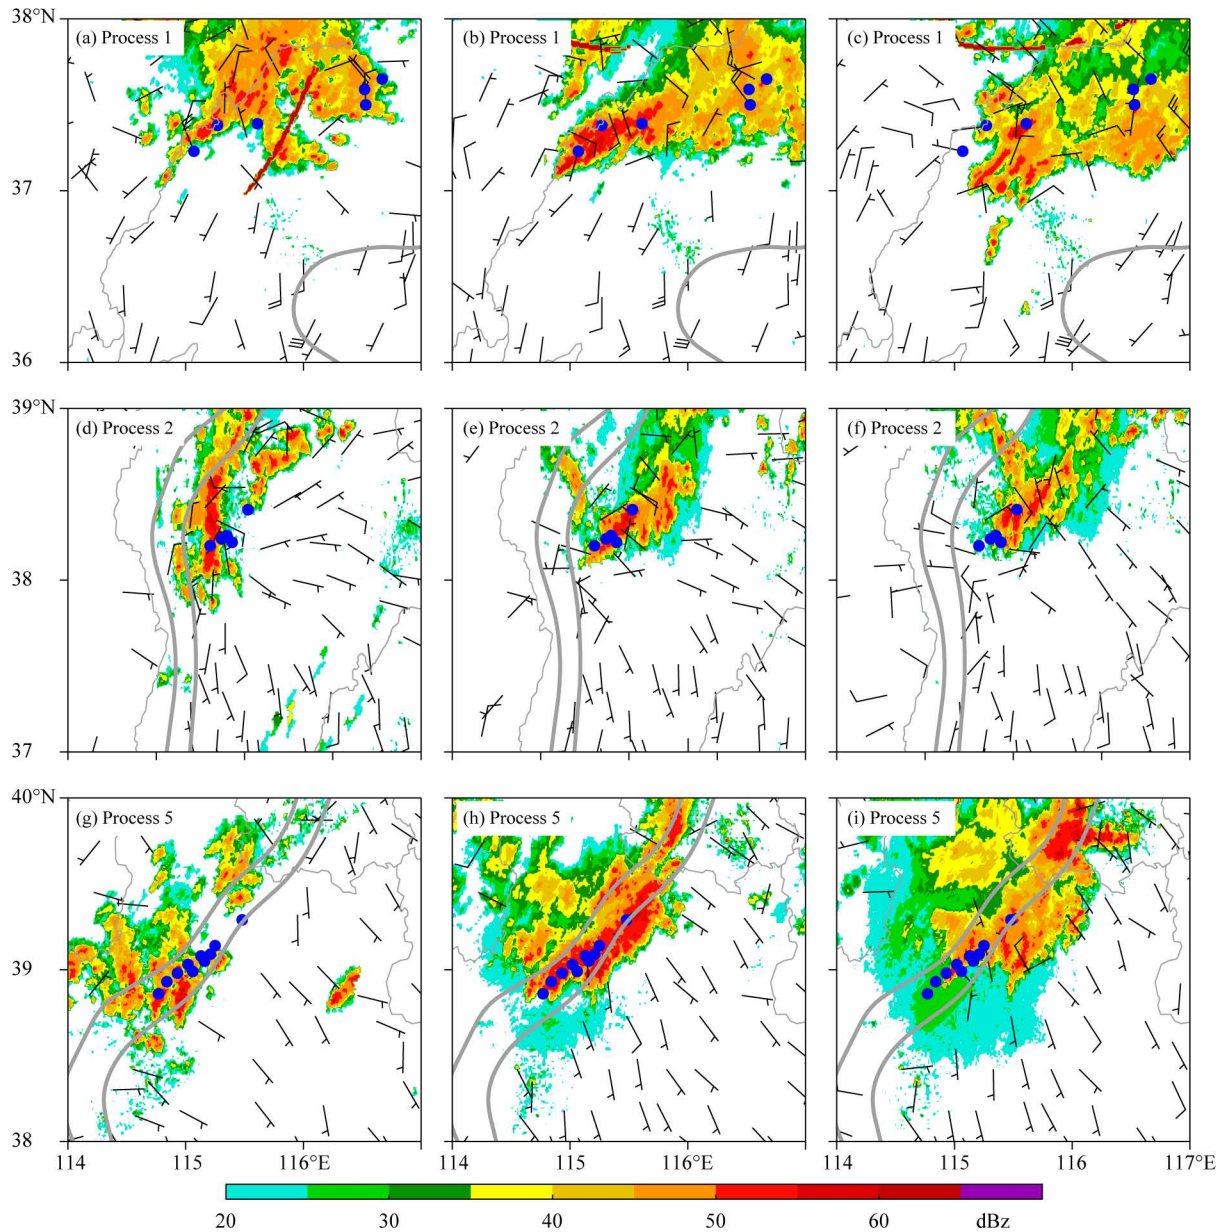 38°N
(a) Process 1
(b) Process 1
(c) Process 1
37
36
39°N
(d) Process 2
(e) Process 2
(f) Process 2
38
37
40°N
(g) Process 5
(h) Process 5
(i) Process 5
39
38
114 115 116°E 114 115 116 114 115 116 117°E
20 30 40 50 60 dBz